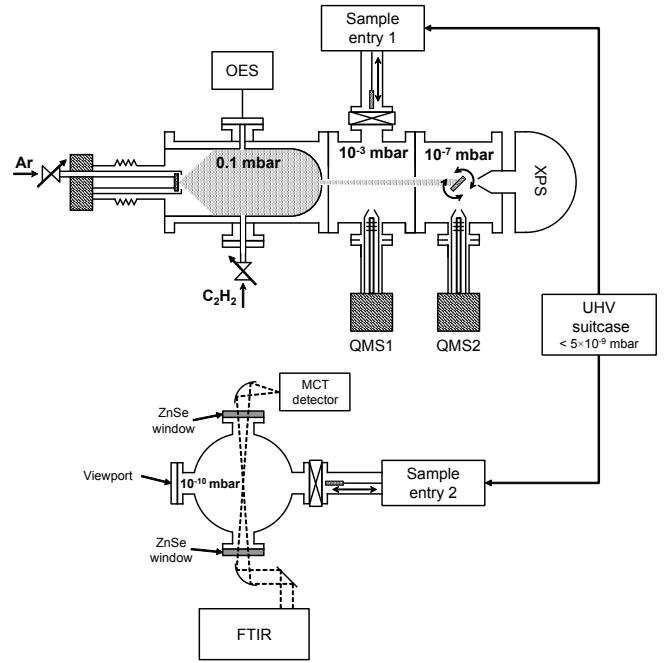 Sample
entry 1
OES
Ar
0.1 mbar
10⁻³ mbar
10⁻⁷ mbar
XPS
C₂H₂
QMS1
QMS2
UHV
suitcase
< 5×10⁻⁹ mbar
MCT
detector
ZnSe
window
Viewport
10⁻¹⁰ mbar
Sample
entry 2
ZnSe
window
FTIR